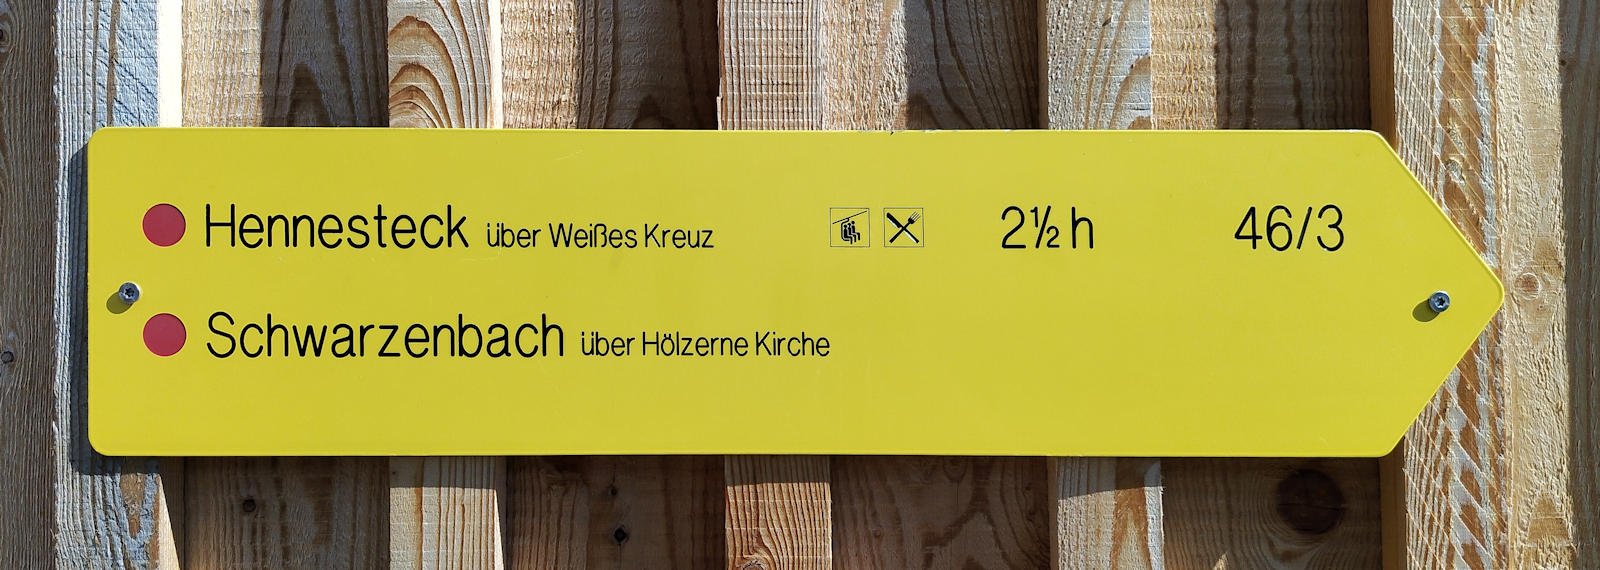 Hennesteck über Weißes Kreuz 2½ h 46/3
Schwarzenbach über Hölzerne Kirche